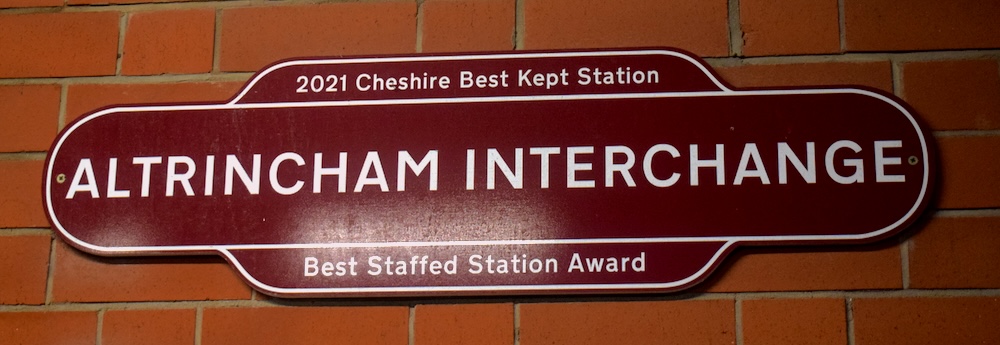 2021 Cheshire Best Kept Station
ALTRINCHAM INTERCHANGE
Best Staffed Station Award